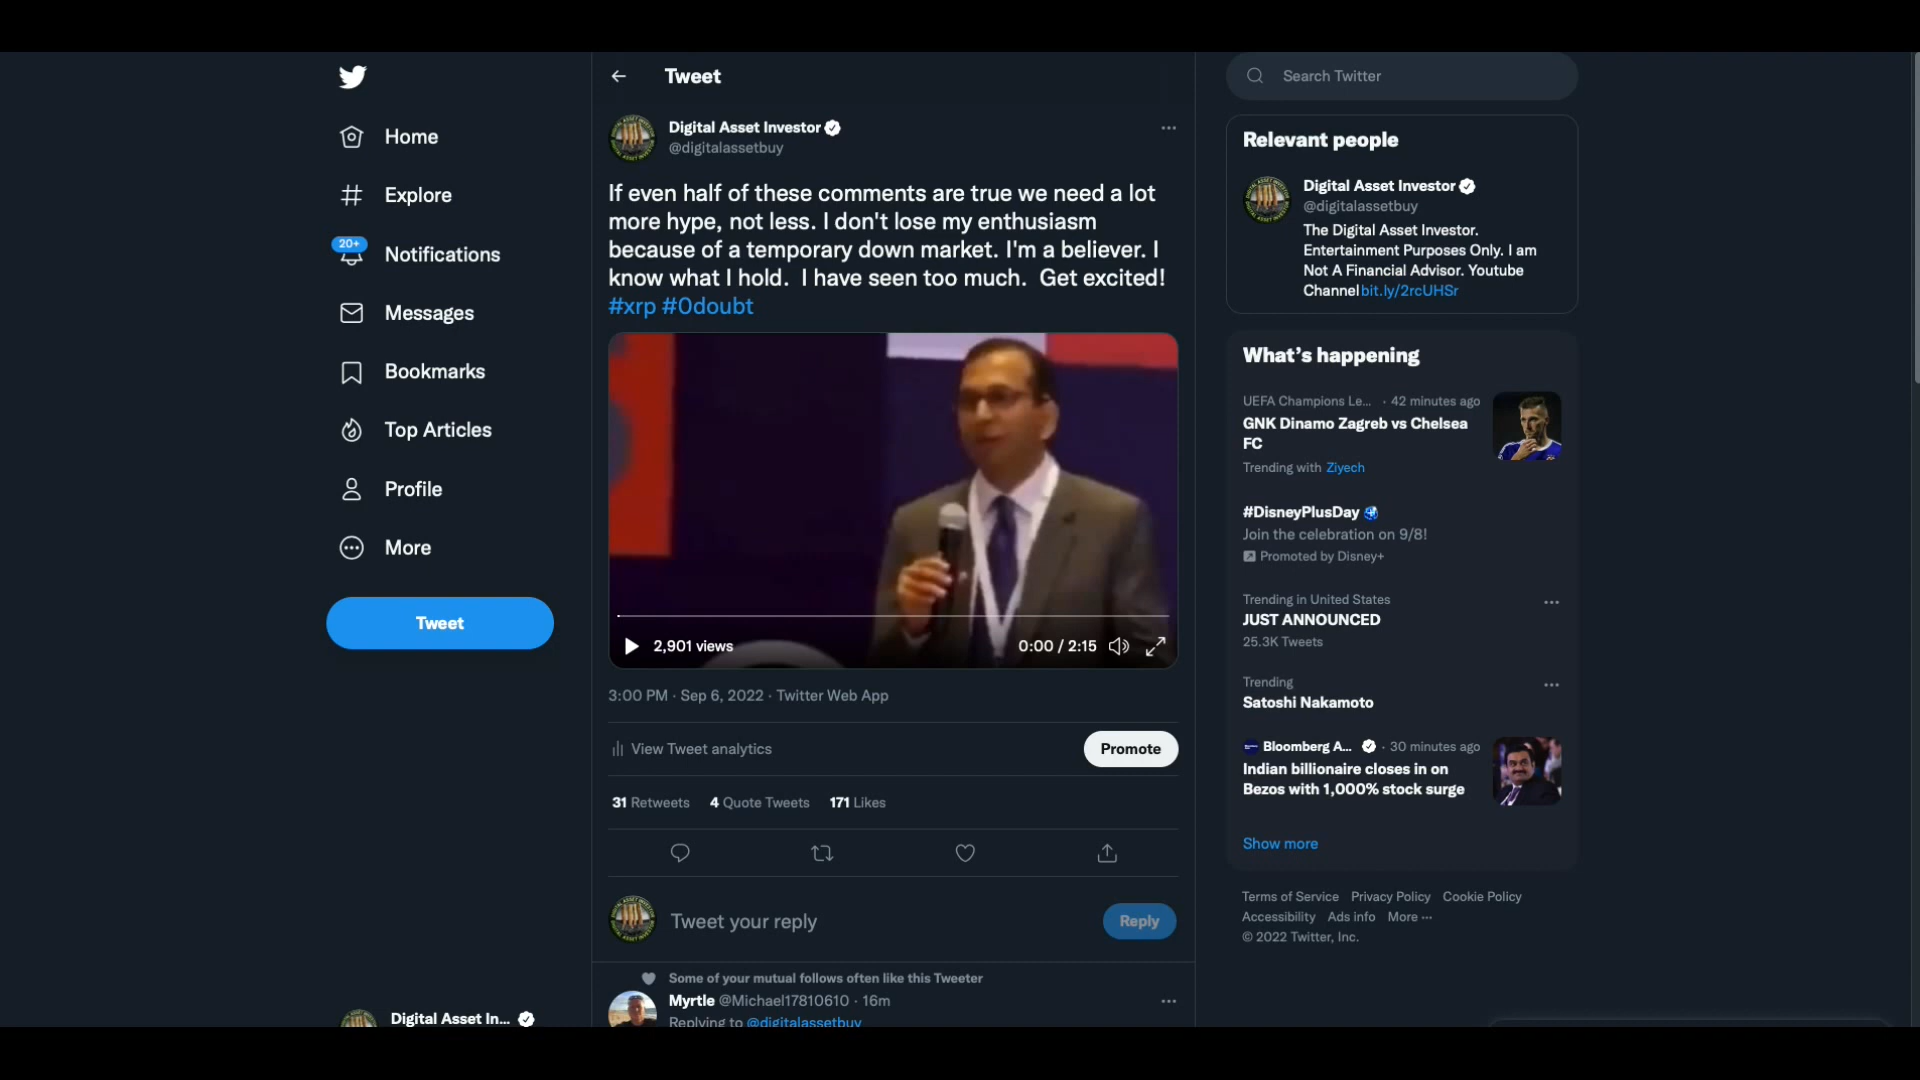 Home
Explore
20+
Notifications
Messages
Bookmarks
Top Articles
Profile
More
Tweet
Digital Asset In...
Tweet
Digital Asset Investor
@digitalassetbuy
If even half of these comments are true we need a lot
more hype, not less. I don't lose my enthusiasm
because of a temporary down market. I'm a believer. I
know what I hold.  I have seen too much.  Get excited!
#xrp #0doubt
2,901 views
0:00 / 2:15
3:00 PM · Sep 6, 2022 · Twitter Web App
View Tweet analytics
Promote
31 Retweets 4 Quote Tweets 171 Likes
Tweet your reply
Reply
Some of your mutual follows often like this Tweeter
Myrtle @Michael17810610 · 16m
Replying to @digitalassetbuy
Search Twitter
Relevant people
Digital Asset Investor
@digitalassetbuy
The Digital Asset Investor.
Entertainment Purposes Only. I am
Not A Financial Advisor. Youtube
Channel bit.ly/2rcUHSr
What's happening
UEFA Champions Le... · 42 minutes ago
GNK Dinamo Zagreb vs Chelsea
FC
Trending with Ziyech
#DisneyPlusDay
Join the celebration on 9/8!
Promoted by Disney+
Trending in United States
JUST ANNOUNCED
25.3K Tweets
Trending
Satoshi Nakamoto
Bloomberg A... · 30 minutes ago
Indian billionaire closes in on
Bezos with 1,000% stock surge
Show more
Terms of Service Privacy Policy Cookie Policy
Accessibility Ads info More ···
© 2022 Twitter, Inc.